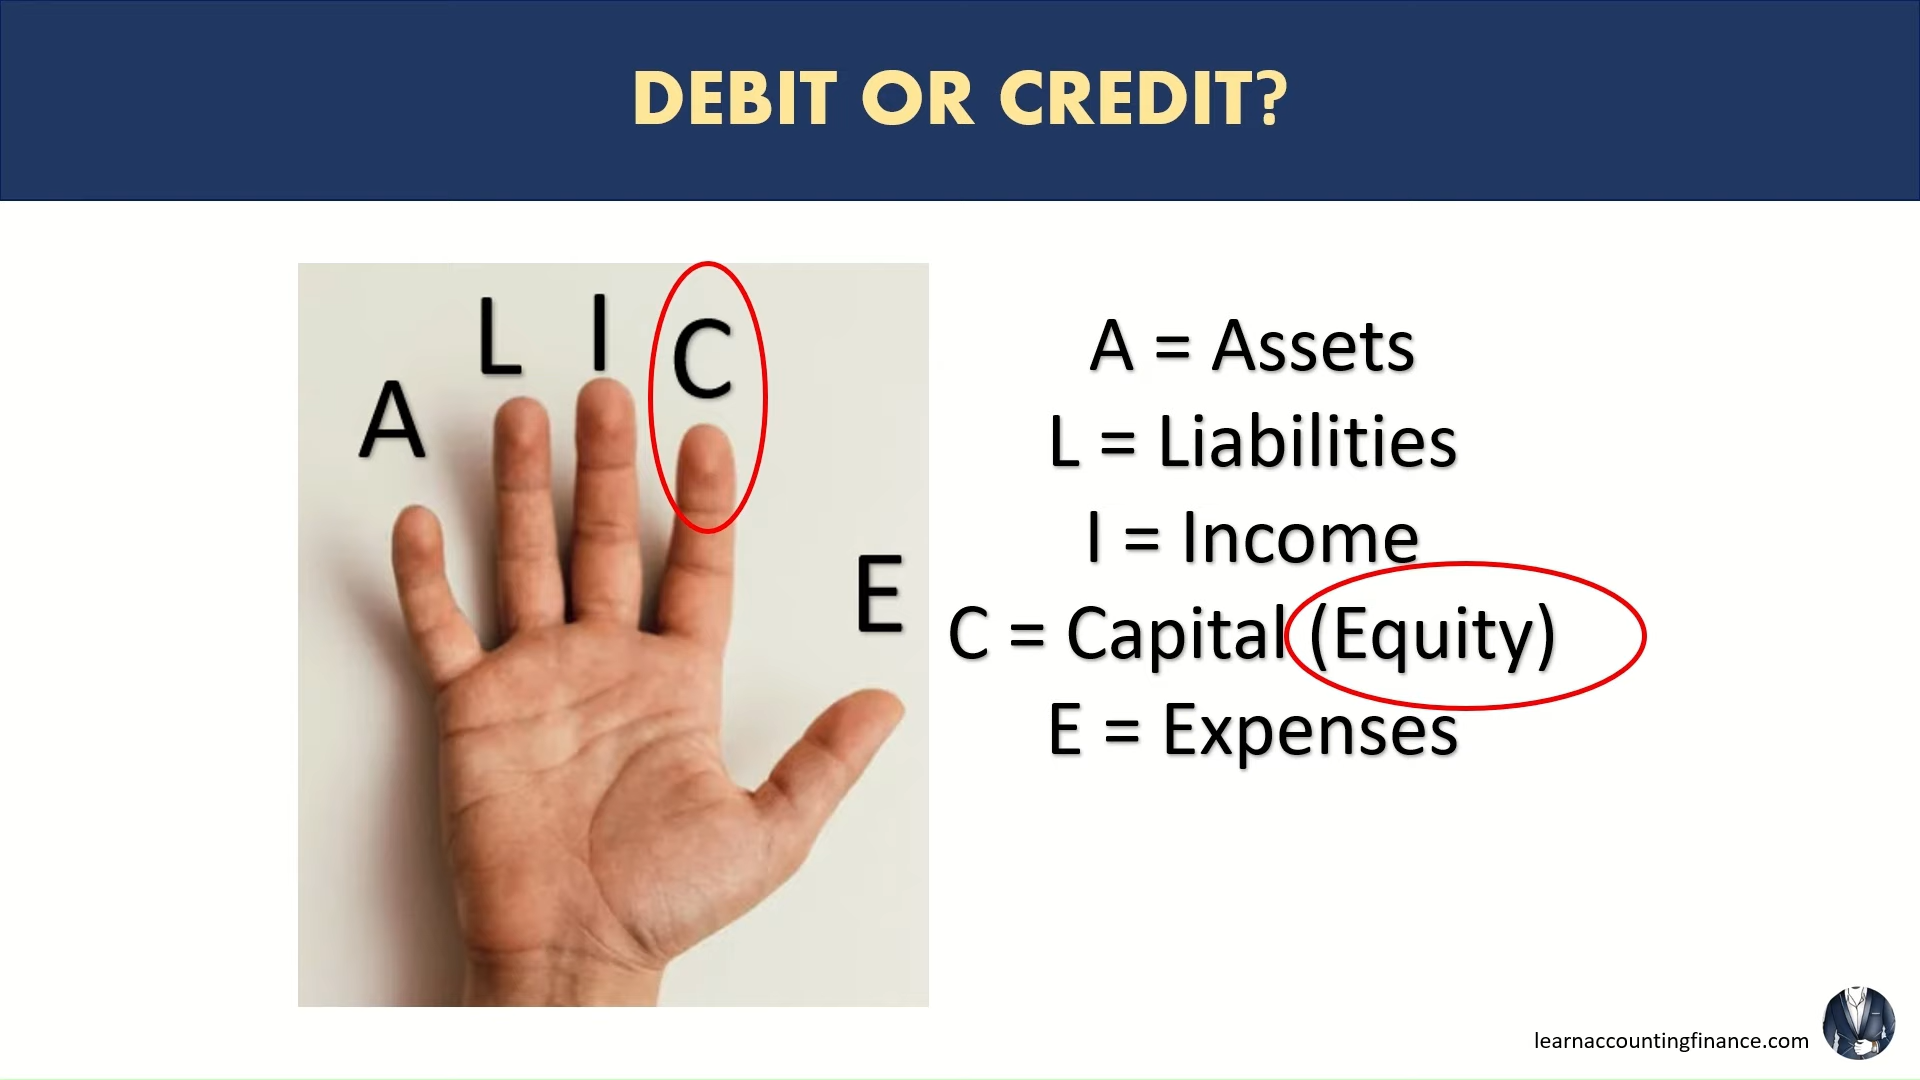 DEBIT OR CREDIT?
A
L
I
C
E
A = Assets
L = Liabilities
I = Income
C = Capital (Equity)
E = Expenses
learnaccountingfinance.com